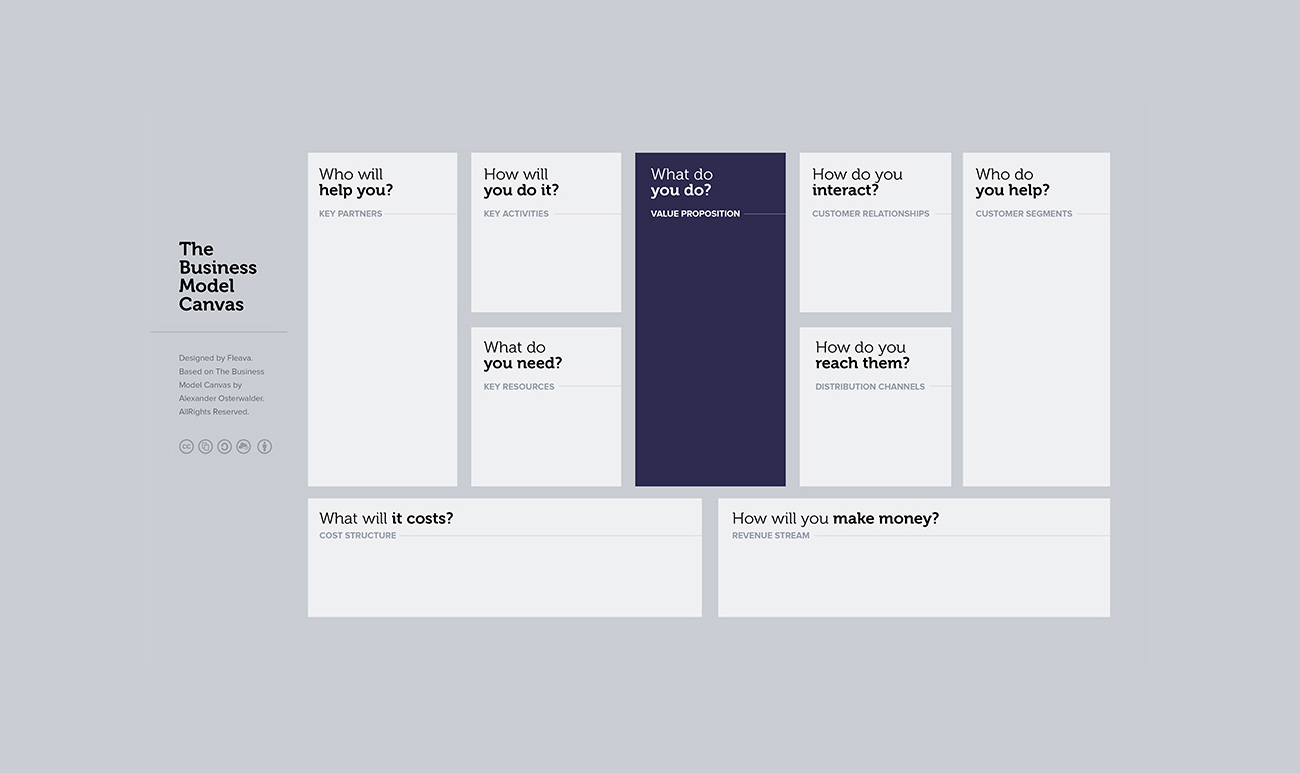 The
Business
Model
Canvas
Designed by Fleava.
Based on The Business
Model Canvas by
Alexander Osterwalder.
AllRights Reserved.
cc
Who will
help you?
KEY PARTNERS
How will
you do it?
KEY ACTIVITIES
What do
you need?
KEY RESOURCES
What do
you do?
VALUE PROPOSITION
How do you
interact?
CUSTOMER RELATIONSHIPS
How do you
reach them?
DISTRIBUTION CHANNELS
Who do
you help?
CUSTOMER SEGMENTS
What will it costs?
COST STRUCTURE
How will you make money?
REVENUE STREAM